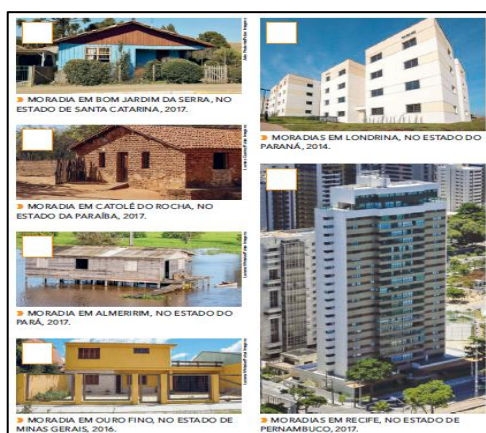 » MORADIA EM BOM JARDIM DA SERRA, NO
ESTADO DE SANTA CATARINA, 2017.
» MORADIA EM CATOLÉ DO ROCHA, NO
ESTADO DA PARAÍBA, 2017.
» MORADIA EM ALMERIRIM, NO ESTADO DO
PARÁ, 2017.
» MORADIA EM OURO FINO, NO ESTADO DE
MINAS GERAIS, 2016.
» MORADIAS EM LONDRINA, NO ESTADO DO
PARANÁ, 2014.
» MORADIAS EM RECIFE, NO ESTADO DE
PERNAMBUCO, 2017.